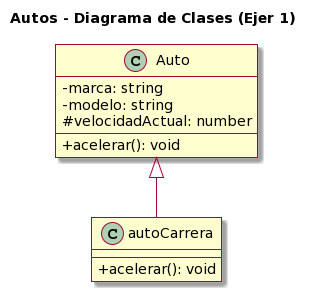 Autos - Diagrama de Clases (Ejer 1)
C Auto
-marca: string
-modelo: string
#velocidadActual: number
+acelerar(): void
C autoCarrera
+acelerar(): void